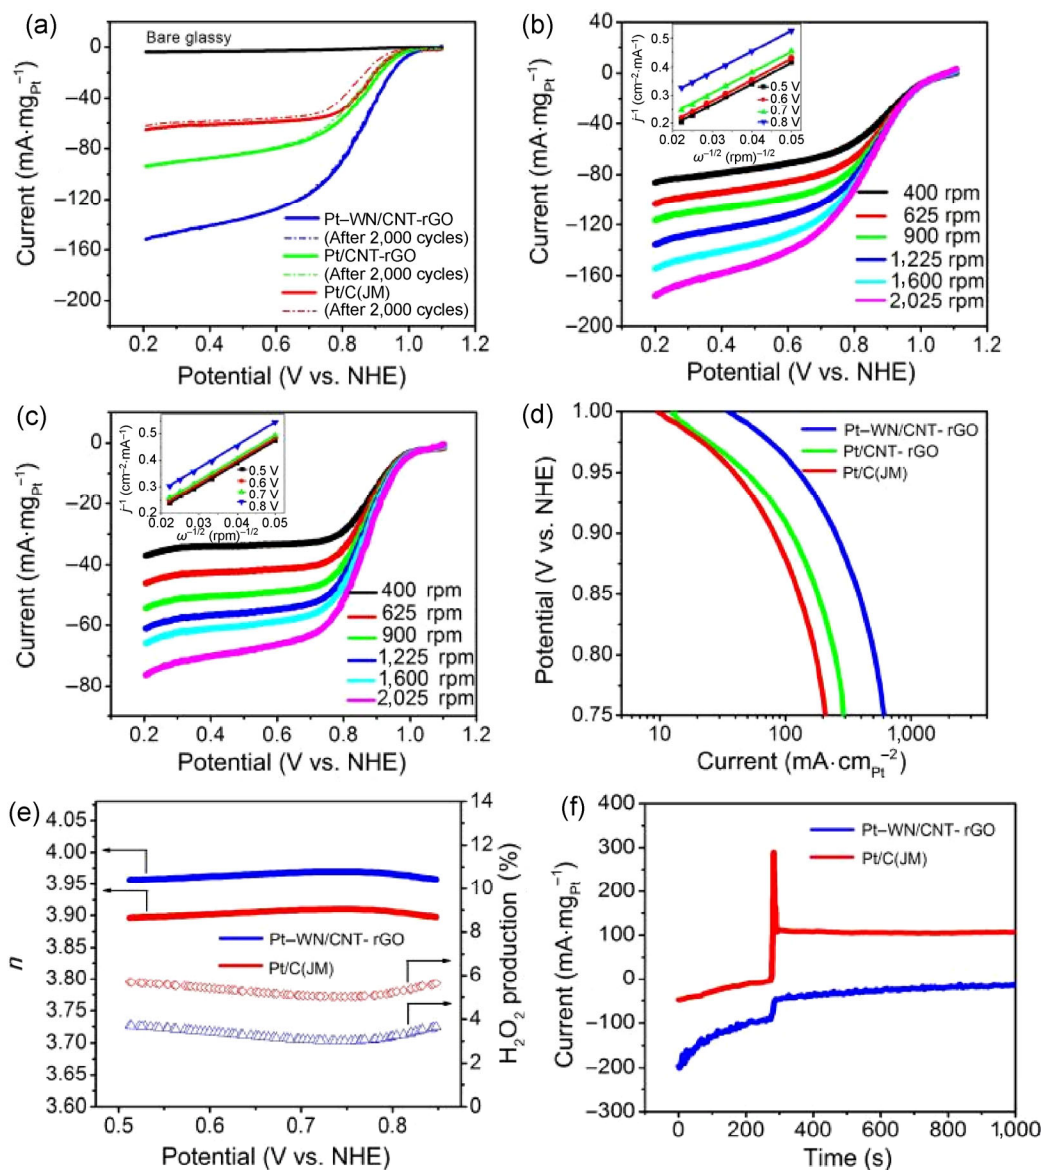 (a)
Bare glassy
0
−40
−80
−120
−160
−200
Current (mA·mg_Pt^−1)
Pt–WN/CNT-rGO
(After 2,000 cycles)
Pt/CNT-rGO
(After 2,000 cycles)
Pt/C(JM)
(After 2,000 cycles)
0.2 0.4 0.6 0.8 1.0 1.2
Potential (V vs. NHE)
(b)
40
0
−40
−80
−120
−160
−200
Current (mA·mg_Pt^−1)
j^−1 (cm^−2·mA^−1)
0.5
0.4
0.3
0.2
0.5 V
0.6 V
0.7 V
0.8 V
0.02 0.03 0.04 0.05
ω^−1/2 (rpm)^−1/2
400 rpm
625 rpm
900 rpm
1,225 rpm
1,600 rpm
2,025 rpm
0.2 0.4 0.6 0.8 1.0 1.2
Potential (V vs. NHE)
(c)
0
−20
−40
−60
−80
Current (mA·mg_Pt^−1)
j^−1 (cm^−2·mA^−1)
0.5
0.4
0.3
0.2
0.5 V
0.6 V
0.7 V
0.8 V
0.02 0.03 0.04 0.05
ω^−1/2 (rpm)^−1/2
400 rpm
625 rpm
900 rpm
1,225 rpm
1,600 rpm
2,025 rpm
0.2 0.4 0.6 0.8 1.0 1.2
Potential (V vs. NHE)
(d)
1.00
0.95
0.90
0.85
0.80
0.75
Potential (V vs. NHE)
Pt–WN/CNT- rGO
Pt/CNT- rGO
Pt/C(JM)
10 100 1,000
Current (mA·cm_Pt^−2)
(e)
4.05
4.00
3.95
3.90
3.85
3.80
3.75
3.70
3.65
3.60
n
Pt–WN/CNT- rGO
Pt/C(JM)
14
12
10
8
6
4
2
0
H2O2 production (%)
0.5 0.6 0.7 0.8
Potential (V vs. NHE)
(f)
400
300
200
100
0
−100
−200
−300
Current (mA·mg_Pt^−1)
Pt–WN/CNT- rGO
Pt/C(JM)
0 200 400 600 800 1,000
Time (s)